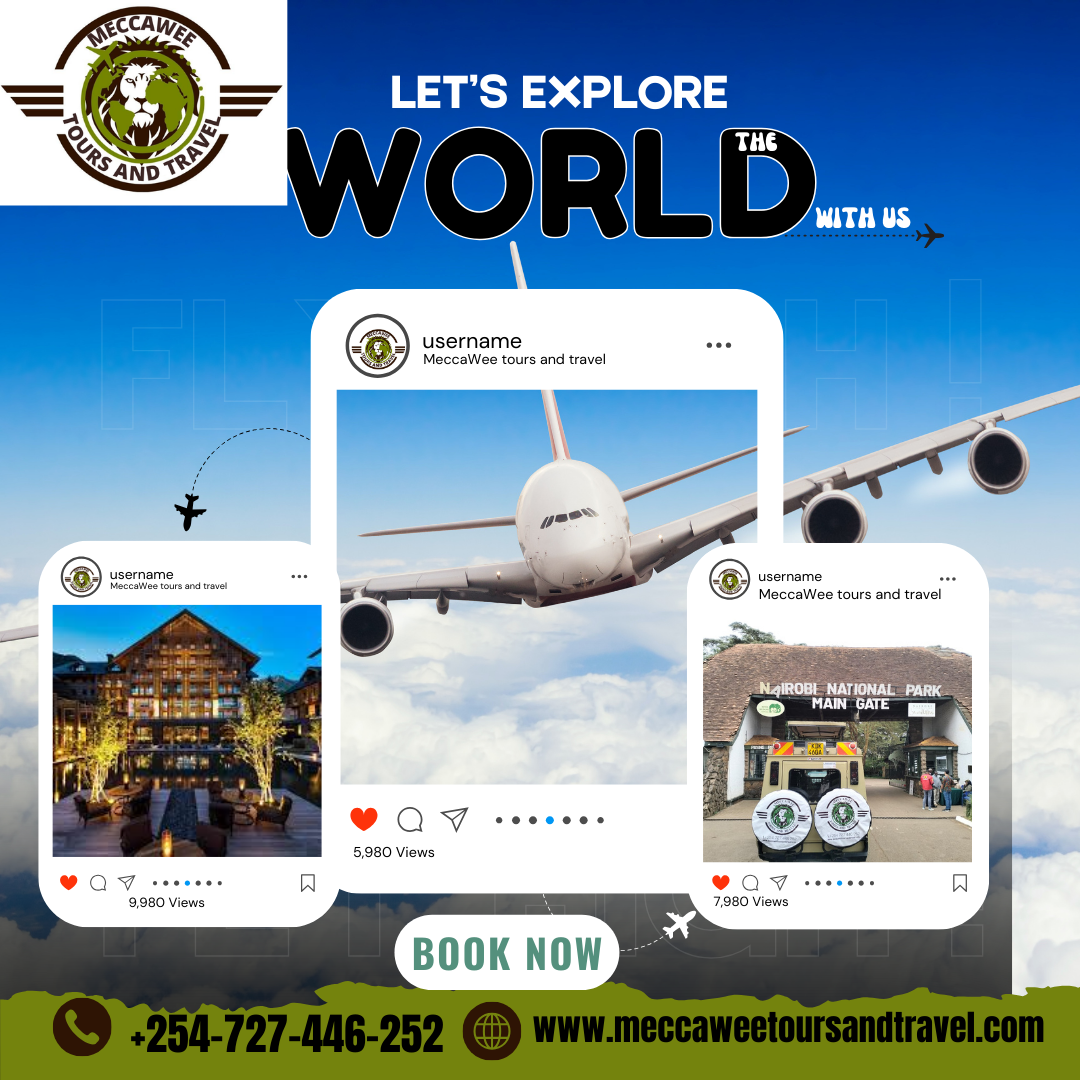 MECCAWEE
TOURS AND TRAVEL
LET'S EXPLORE
THE
WORLD
WITH US
username
MeccaWee tours and travel
5,980 Views
username
MeccaWee tours and travel
9,980 Views
username
MeccaWee tours and travel
NAIROBI NATIONAL PARK
MAIN GATE
7,980 Views
BOOK NOW
+254-727-446-252
www.meccaweetoursandtravel.com